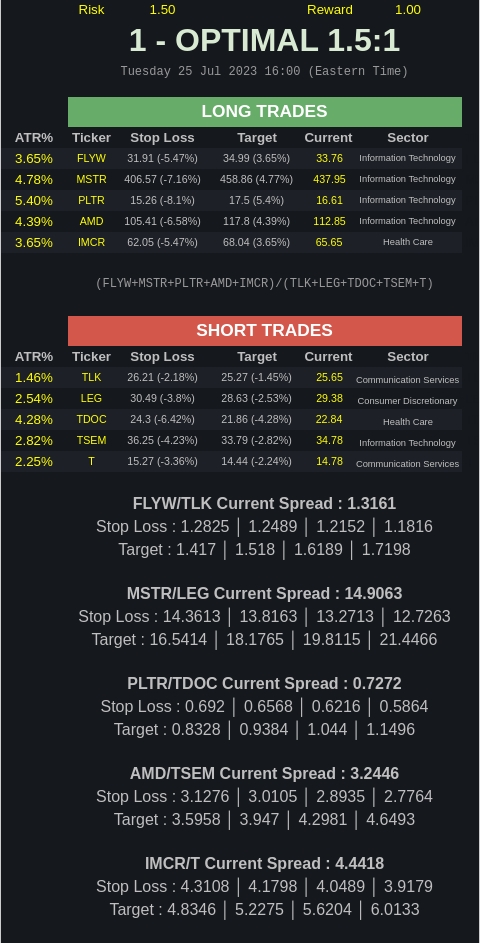 Risk 1.50 Reward 1.00
1 - OPTIMAL 1.5:1
Tuesday 25 Jul 2023 16:00 (Eastern Time)
LONG TRADES
ATR% Ticker Stop Loss Target Current Sector
3.65% FLYW 31.91 (-5.47%) 34.99 (3.65%) 33.76 Information Technology
4.78% MSTR 406.57 (-7.16%) 458.86 (4.77%) 437.95 Information Technology
5.40% PLTR 15.26 (-8.1%) 17.5 (5.4%) 16.61 Information Technology
4.39% AMD 105.41 (-6.58%) 117.8 (4.39%) 112.85 Information Technology
3.65% IMCR 62.05 (-5.47%) 68.04 (3.65%) 65.65 Health Care
(FLYW+MSTR+PLTR+AMD+IMCR)/(TLK+LEG+TDOC+TSEM+T)
SHORT TRADES
ATR% Ticker Stop Loss Target Current Sector
1.46% TLK 26.21 (-2.18%) 25.27 (-1.45%) 25.65 Communication Services
2.54% LEG 30.49 (-3.8%) 28.63 (-2.53%) 29.38 Consumer Discretionary
4.28% TDOC 24.3 (-6.42%) 21.86 (-4.28%) 22.84 Health Care
2.82% TSEM 36.25 (-4.23%) 33.79 (-2.82%) 34.78 Information Technology
2.25% T 15.27 (-3.36%) 14.44 (-2.24%) 14.78 Communication Services
FLYW/TLK Current Spread : 1.3161
Stop Loss : 1.2825 │ 1.2489 │ 1.2152 │ 1.1816
Target : 1.417 │ 1.518 │ 1.6189 │ 1.7198
MSTR/LEG Current Spread : 14.9063
Stop Loss : 14.3613 │ 13.8163 │ 13.2713 │ 12.7263
Target : 16.5414 │ 18.1765 │ 19.8115 │ 21.4466
PLTR/TDOC Current Spread : 0.7272
Stop Loss : 0.692 │ 0.6568 │ 0.6216 │ 0.5864
Target : 0.8328 │ 0.9384 │ 1.044 │ 1.1496
AMD/TSEM Current Spread : 3.2446
Stop Loss : 3.1276 │ 3.0105 │ 2.8935 │ 2.7764
Target : 3.5958 │ 3.947 │ 4.2981 │ 4.6493
IMCR/T Current Spread : 4.4418
Stop Loss : 4.3108 │ 4.1798 │ 4.0489 │ 3.9179
Target : 4.8346 │ 5.2275 │ 5.6204 │ 6.0133